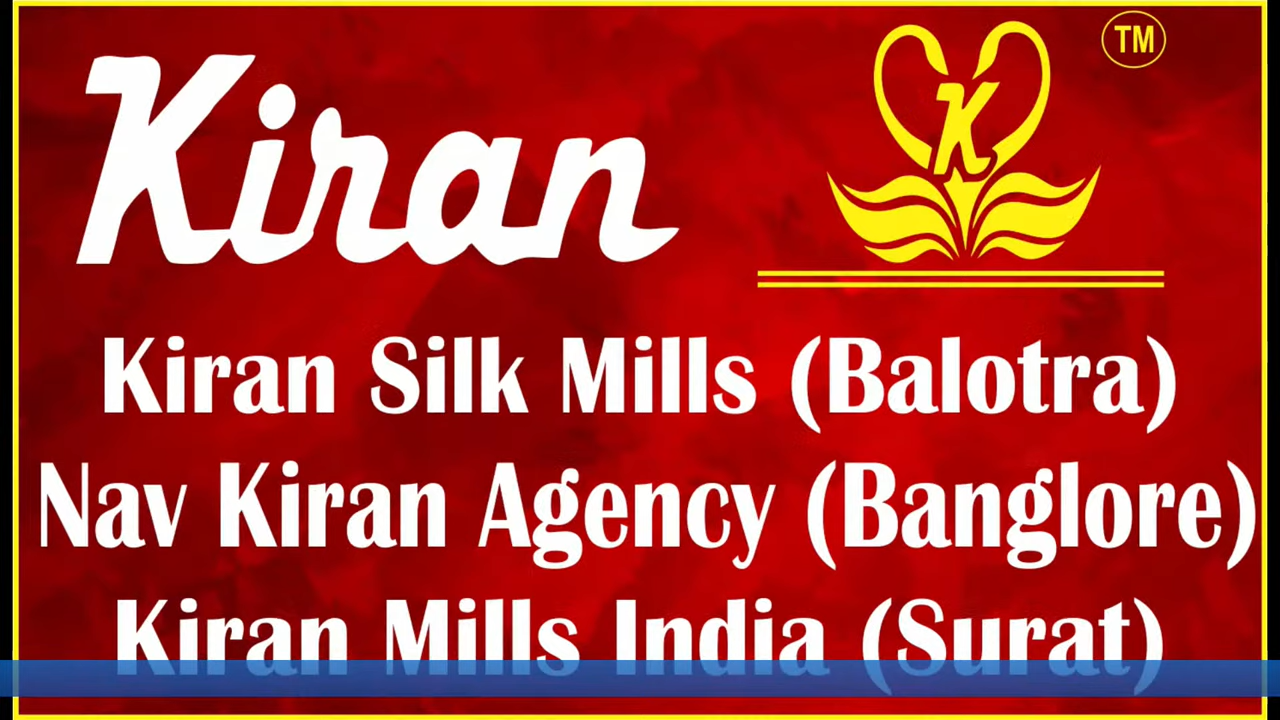 Kiran
K
TM
Kiran Silk Mills (Balotra)
Nav Kiran Agency (Banglore)
Kiran Mills India (Surat)